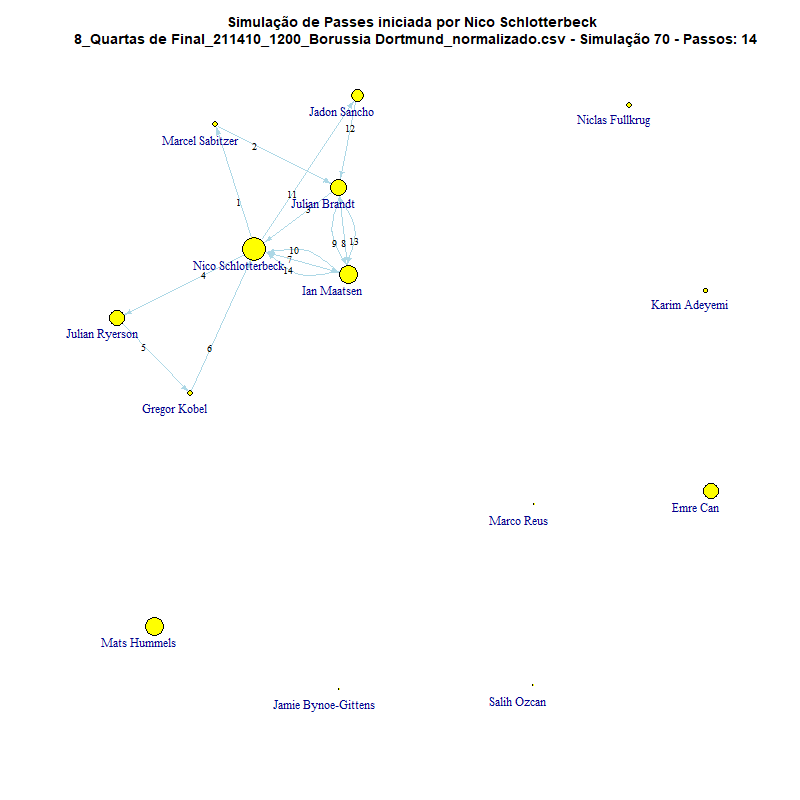 Simulação de Passes iniciada por Nico Schlotterbeck
8_Quartas de Final_211410_1200_Borussia Dortmund_normalizado.csv - Simulação 70 - Passos: 14
Jadon Sancho
Niclas Fullkrug
12
Marcel Sabitzer
2
11
1
Julian Brandt
3
9 8 13
10
7
Nico Schlotterbeck
14
4
Ian Maatsen
Karim Adeyemi
Julian Ryerson
5
6
Gregor Kobel
Emre Can
Marco Reus
Mats Hummels
Jamie Bynoe-Gittens
Salih Ozcan